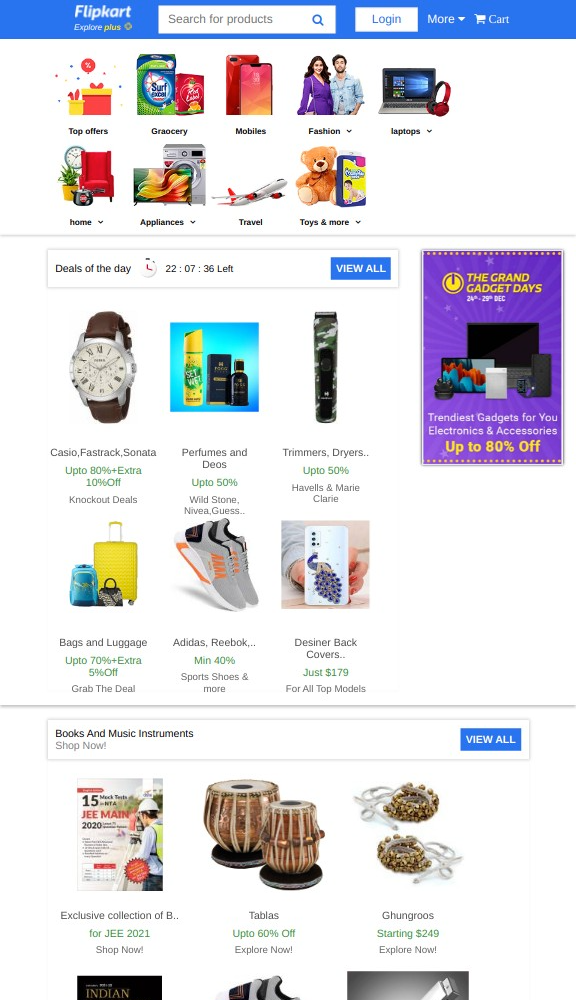 Flipkart
Explore plus
Search for products
Login
More
Cart
Top offers
Graocery
Mobiles
Fashion
laptops
home
Appliances
Travel
Toys & more
Deals of the day
22 : 07 : 36 Left
VIEW ALL
THE GRAND
GADGET DAYS
24th - 29th DEC
Trendiest Gadgets for You
Electronics & Accessories
Up to 80% Off
Casio,Fastrack,Sonata
Upto 80%+Extra
10%Off
Knockout Deals
Perfumes and
Deos
Upto 50%
Wild Stone,
Nivea,Guess..
Trimmers, Dryers..
Upto 50%
Havells & Marie
Clarie
Bags and Luggage
Upto 70%+Extra
5%Off
Grab The Deal
Adidas, Reebok,..
Min 40%
Sports Shoes &
more
Desiner Back
Covers..
Just $179
For All Top Models
Books And Music Instruments
Shop Now!
VIEW ALL
15 Mock Tests
for NTA
JEE MAIN
2020
Exclusive collection of B..
for JEE 2021
Shop Now!
Tablas
Upto 60% Off
Explore Now!
Ghungroos
Starting $249
Explore Now!
INDIAN